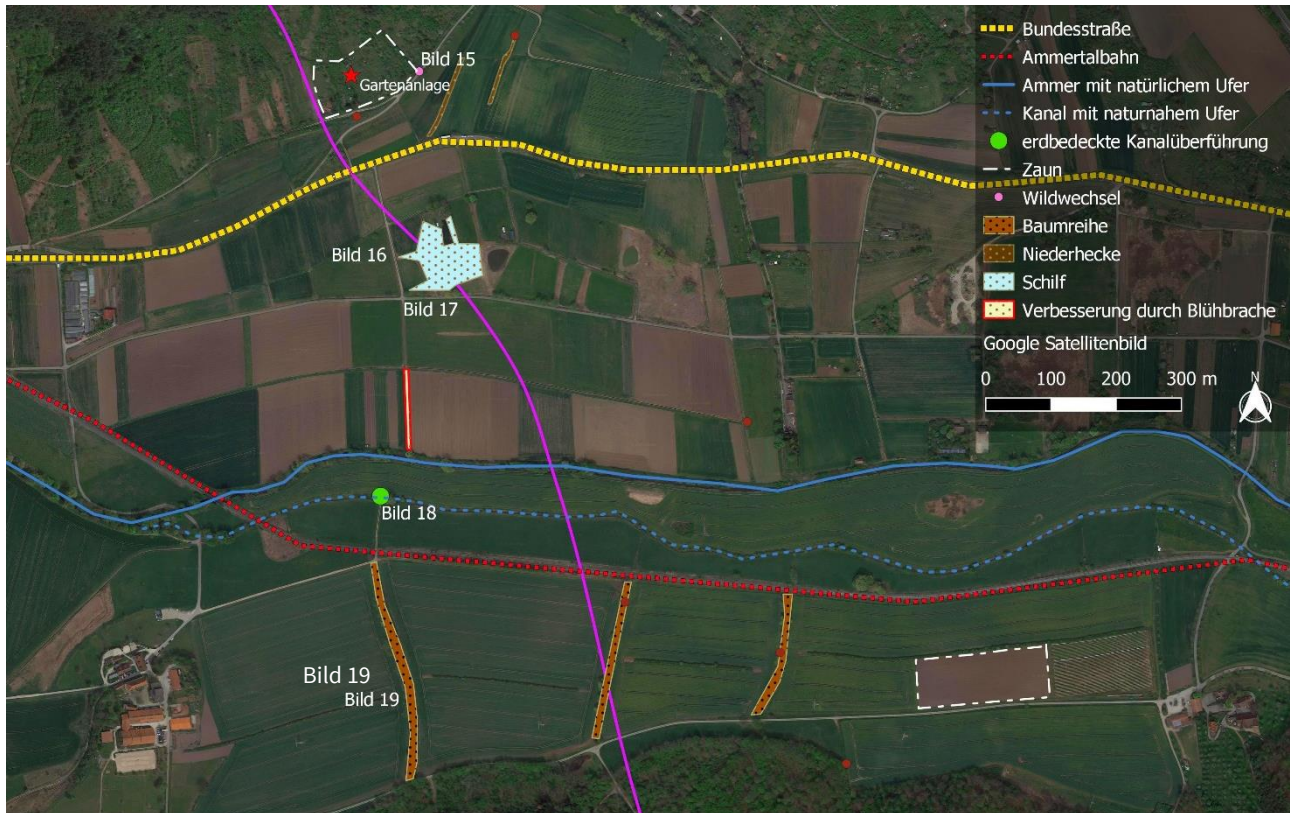 Bild 15
Gartenanlage
Bild 16
Bild 17
Bild 18
Bild 19
Bild 19
Bundesstraße
Ammertalbahn
Ammer mit natürlichem Ufer
Kanal mit naturnahem Ufer
erdbedeckte Kanalüberführung
Zaun
Wildwechsel
Baumreihe
Niederhecke
Schilf
Verbesserung durch Blühbrache
Google Satellitenbild
0 100 200 300 m
N